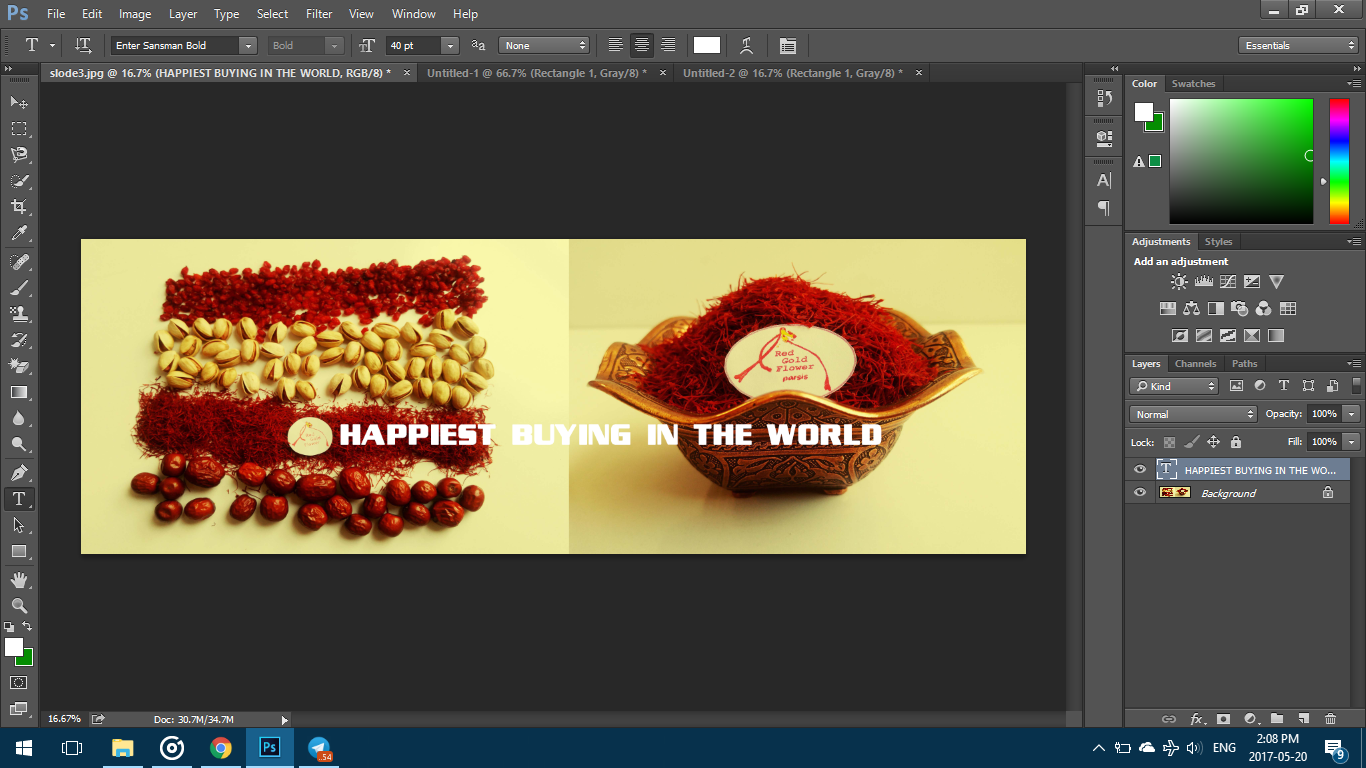 Ps File Edit Image Layer Type Select Filter View Window Help
T Enter Sansman Bold Bold 40 pt None Essentials
slode3.jpg @ 16.7% (HAPPIEST BUYING IN THE WORLD, RGB/8) * × Untitled-1 @ 66.7% (Rectangle 1, Gray/8) * × Untitled-2 @ 16.7% (Rectangle 1, Gray/8) * ×
Color Swatches
Adjustments Styles
Add an adjustment
Red
Gold
Flower
parsis
HAPPIEST BUYING IN THE WORLD
Layers Channels Paths
Kind
Normal Opacity: 100%
Lock: Fill: 100%
T HAPPIEST BUYING IN THE WO...
Background
16.67% Doc: 30.7M/34.7M
Ps 54 ENG 2:08 PM
2017-05-20 9